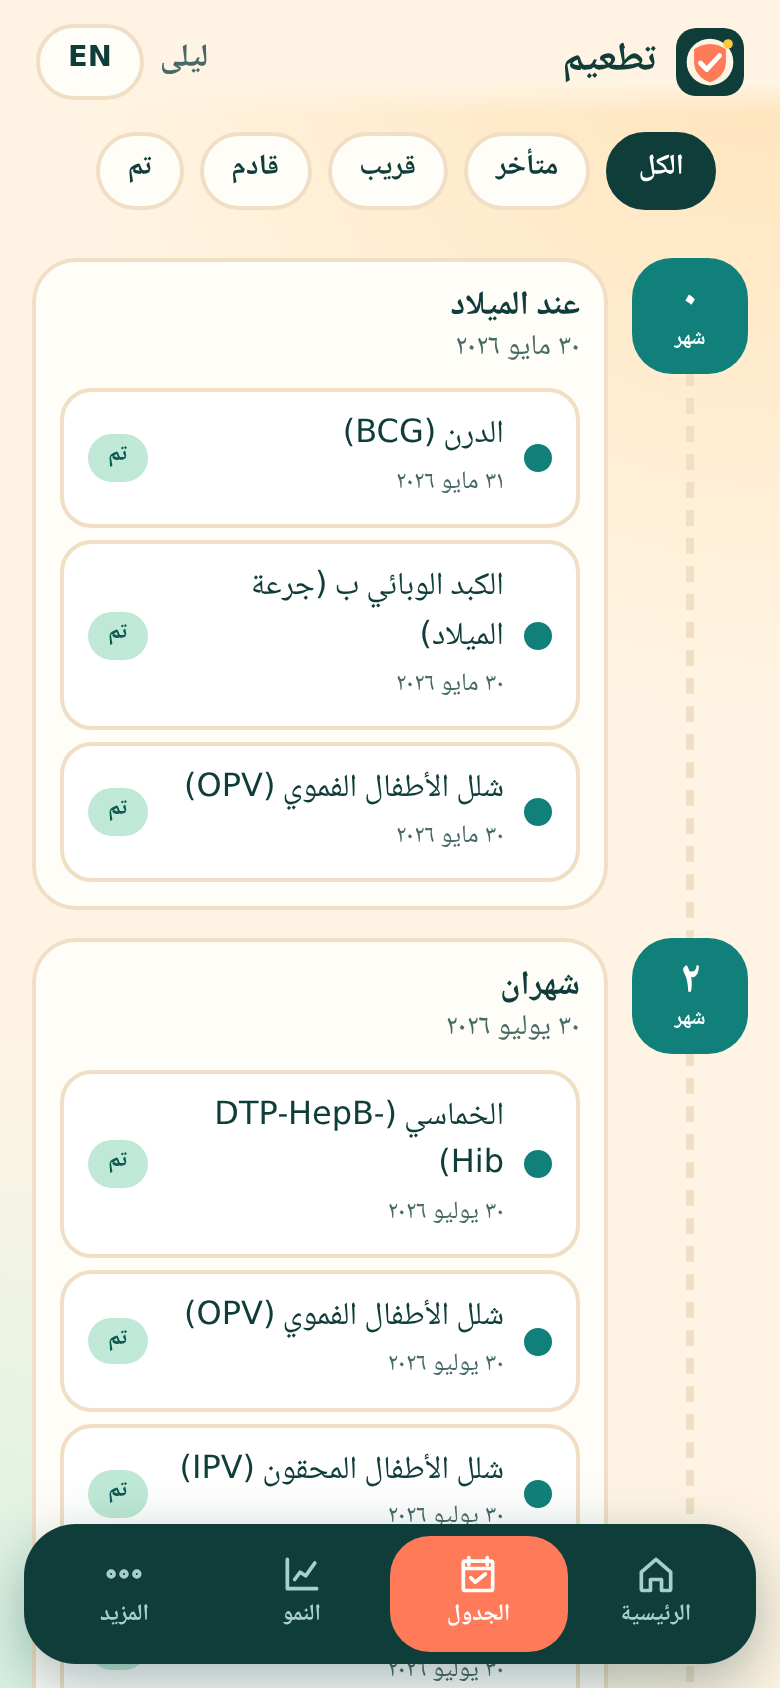 تطعيم
ليلى
EN
الكل
متأخر
قريب
قادم
تم
٠
شهر
عند الميلاد
٣٠ مايو ٢٠٢٦
الدرن (BCG)
٣١ مايو ٢٠٢٦
تم
الكبد الوبائي ب (جرعة
الميلاد)
٣٠ مايو ٢٠٢٦
تم
شلل الأطفال الفموي (OPV)
٣٠ مايو ٢٠٢٦
تم
٢
شهر
شهران
٣٠ يوليو ٢٠٢٦
الخماسي (DTP-HepB-
Hib)
٣٠ يوليو ٢٠٢٦
تم
شلل الأطفال الفموي (OPV)
٣٠ يوليو ٢٠٢٦
تم
شلل الأطفال المحقون (IPV)
٣٠ يوليو ٢٠٢٦
تم
الرئيسية
الجدول
النمو
المزيد
٣٠ يوليو ٢٠٢٦